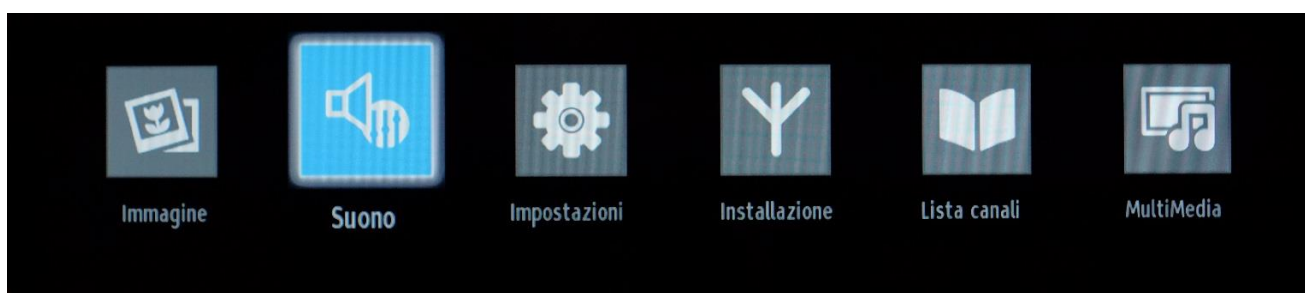 Immagine
Suono
Impostazioni
Installazione
Lista canali
MultiMedia